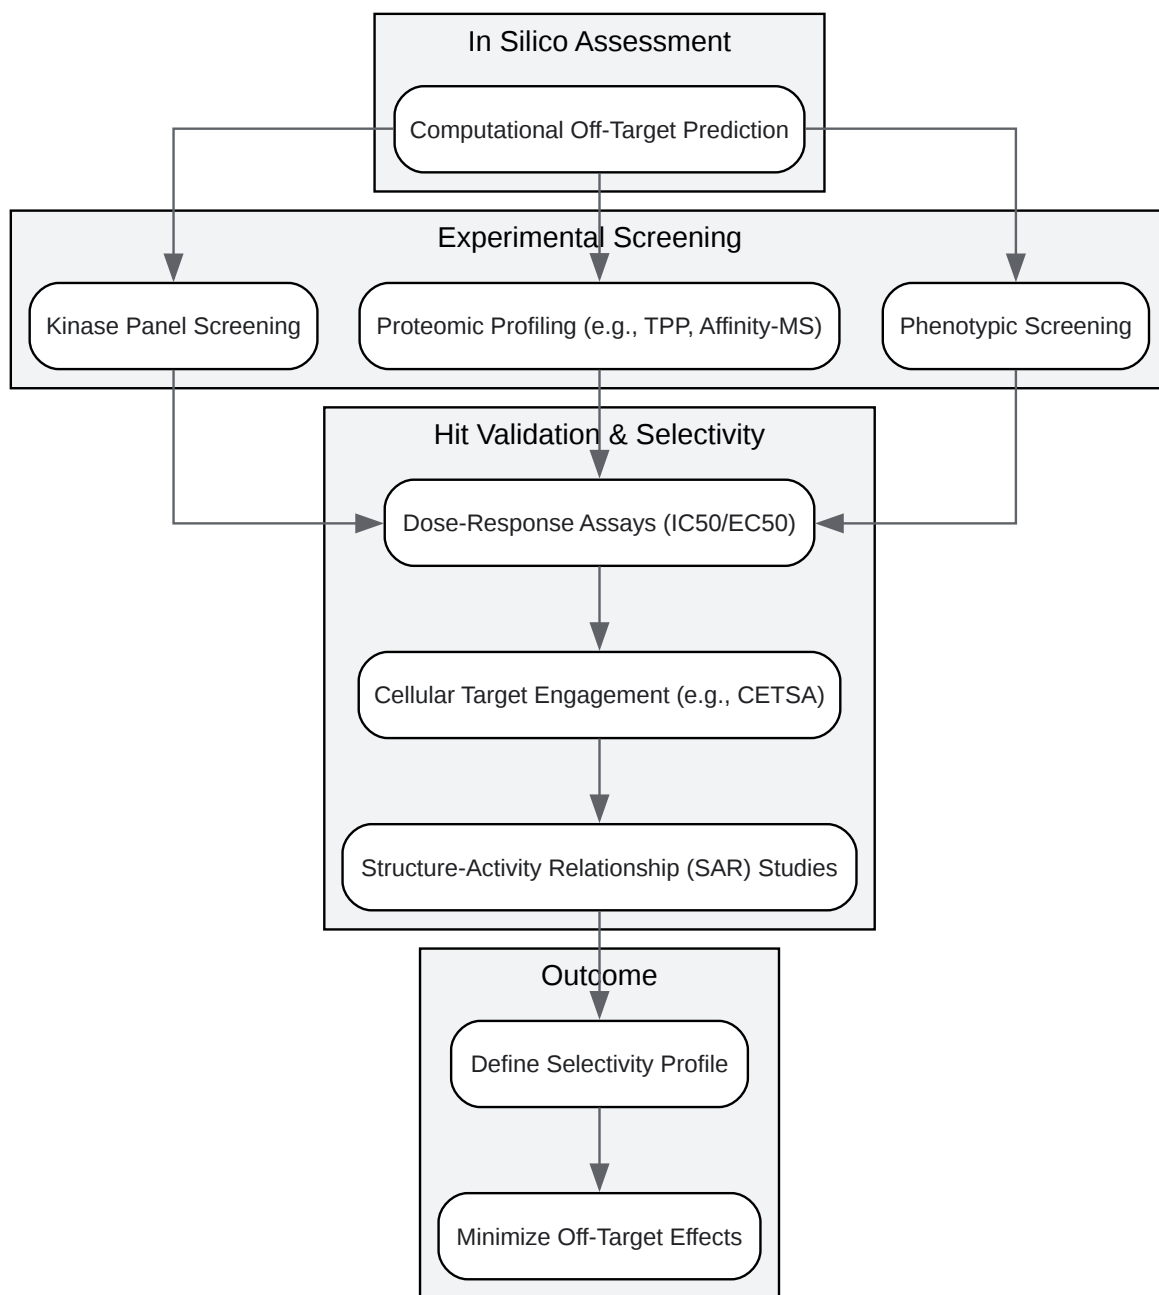 In Silico Assessment
Computational Off-Target Prediction
Experimental Screening
Kinase Panel Screening
Proteomic Profiling (e.g., TPP, Affinity-MS)
Phenotypic Screening
Hit Validation & Selectivity
Dose-Response Assays (IC50/EC50)
Cellular Target Engagement (e.g., CETSA)
Structure-Activity Relationship (SAR) Studies
Outcome
Define Selectivity Profile
Minimize Off-Target Effects